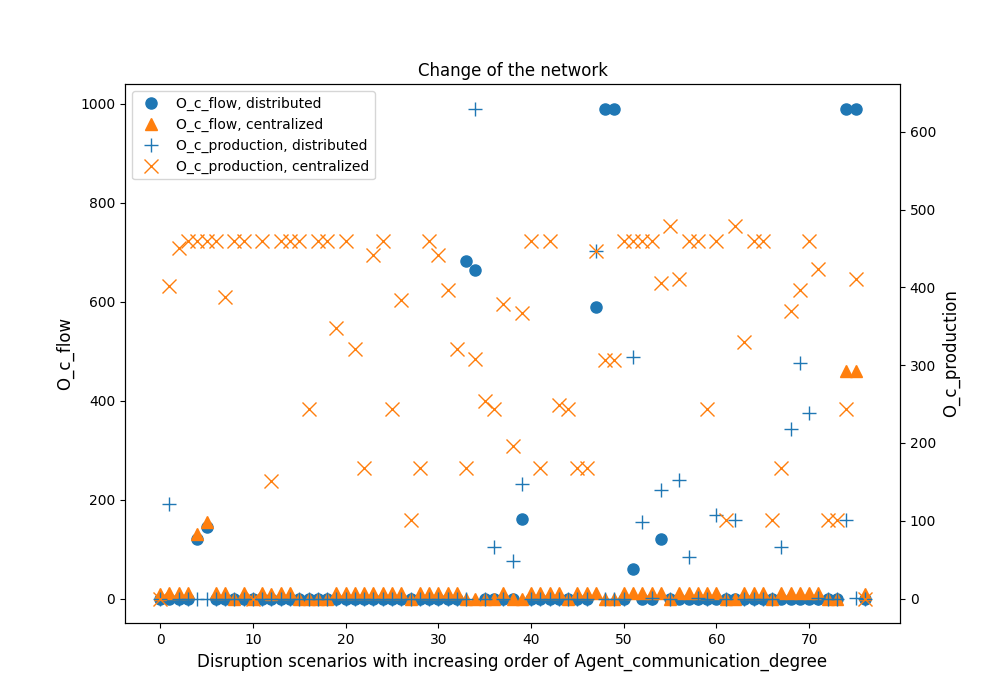 Change of the network
O_c_flow, distributed
O_c_flow, centralized
O_c_production, distributed
O_c_production, centralized
1000
800
600
400
200
0
O_c_flow
600
500
400
300
200
100
0
O_c_production
0 10 20 30 40 50 60 70
Disruption scenarios with increasing order of Agent_communication_degree